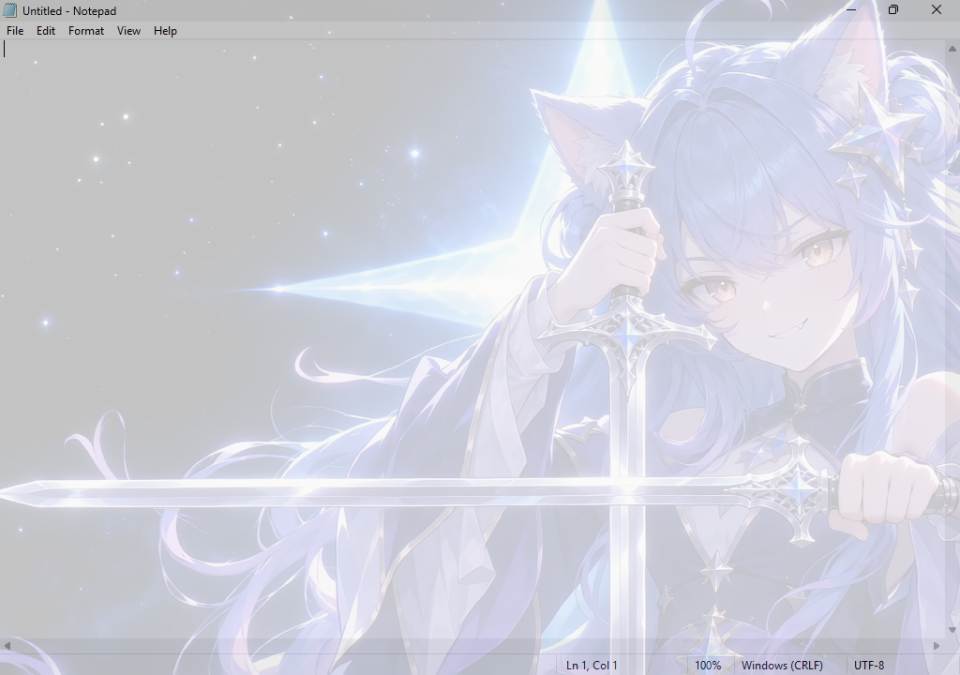 Untitled - Notepad
File Edit Format View Help
Ln 1, Col 1 100% Windows (CRLF) UTF-8